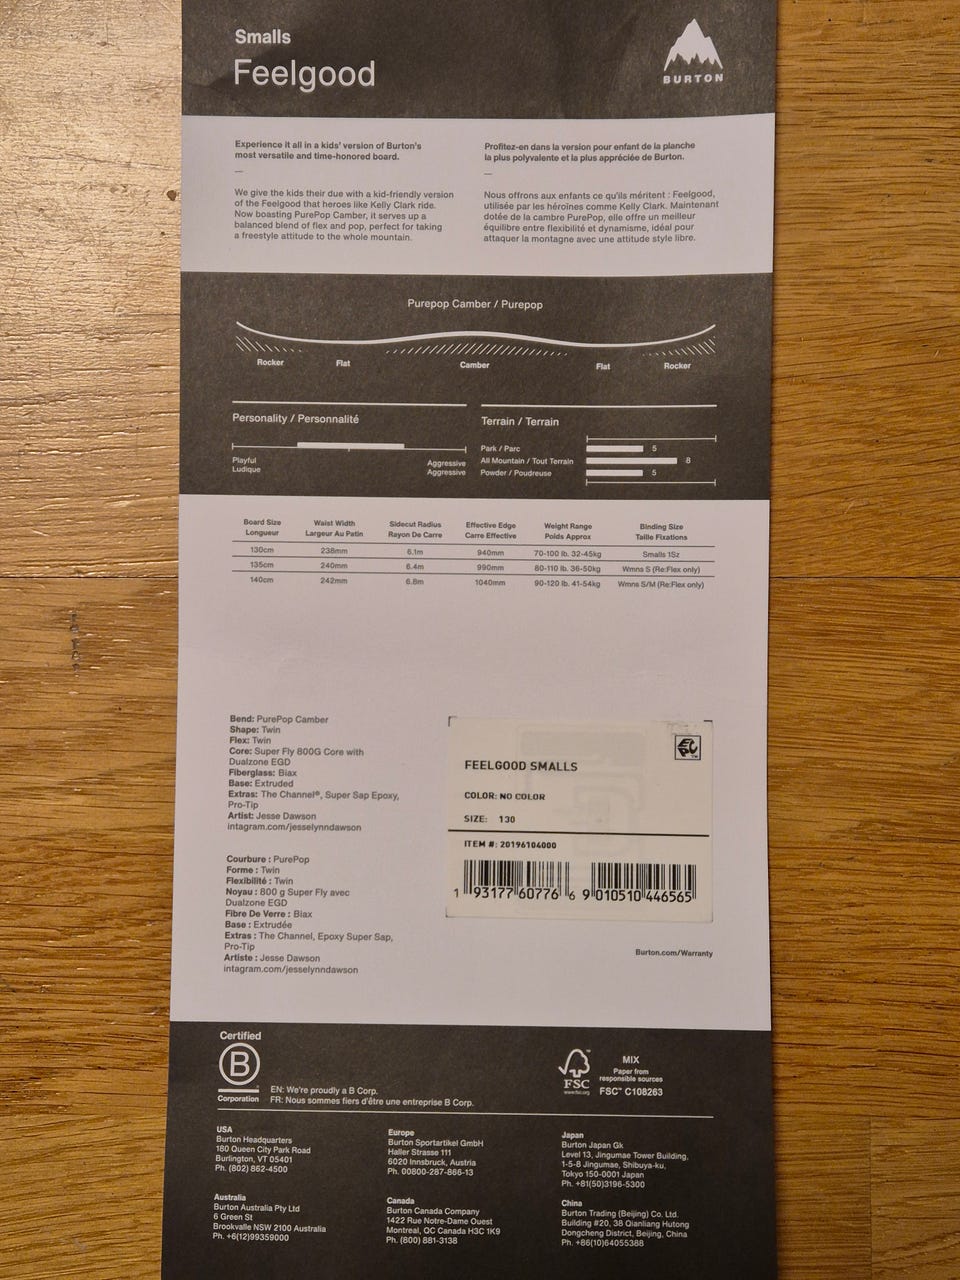 Smalls
Feelgood
BURTON
Experience it all in a kids' version of Burton's
most versatile and time-honored board.
—
We give the kids their due with a kid-friendly version
of the Feelgood that heroes like Kelly Clark ride.
Now boasting PurePop Camber, it serves up a
balanced blend of flex and pop, perfect for taking
a freestyle attitude to the whole mountain.
Profitez-en dans la version pour enfant de la planche
la plus polyvalente et la plus appréciée de Burton.
—
Nous offrons aux enfants ce qu'ils méritent : Feelgood,
utilisée par les héroïnes comme Kelly Clark. Maintenant
dotée de la cambre PurePop, elle offre un meilleur
équilibre entre flexibilité et dynamisme, idéal pour
attaquer la montagne avec une attitude style libre.
Purepop Camber / Purepop
Rocker Flat Camber Flat Rocker
Personality / Personnalité
Playful Aggressive
Ludique Aggressive
Terrain / Terrain
Park / Parc 5
All Mountain / Tout Terrain 8
Powder / Poudreuse 5
Board Size Waist Width Sidecut Radius Effective Edge Weight Range Binding Size
Longueur Largeur Au Patin Rayon De Carre Carre Effective Poids Approx Taille Fixations
130cm 238mm 6.1m 940mm 70-100 lb. 32-45kg Smalls 1Sz
135cm 240mm 6.4m 990mm 80-110 lb. 36-50kg Wmns S (Re:Flex only)
140cm 242mm 6.8m 1040mm 90-120 lb. 41-54kg Wmns S/M (Re:Flex only)
Bend: PurePop Camber
Shape: Twin
Flex: Twin
Core: Super Fly 800G Core with
Dualzone EGD
Fiberglass: Biax
Base: Extruded
Extras: The Channel®, Super Sap Epoxy,
Pro-Tip
Artist: Jesse Dawson
intagram.com/jesselynndawson
Courbure : PurePop
Forme : Twin
Flexibilité : Twin
Noyau : 800 g Super Fly avec
Dualzone EGD
Fibre De Verre : Biax
Base : Extrudée
Extras : The Channel, Epoxy Super Sap,
Pro-Tip
Artiste : Jesse Dawson
intagram.com/jesselynndawson
FEELGOOD SMALLS
COLOR: NO COLOR
SIZE: 130
ITEM #: 20196104000
1 93177 60776 6 9 010510 446565
Burton.com/Warranty
Certified
B
Corporation
EN: We're proudly a B Corp.
FR: Nous sommes fiers d'être une entreprise B Corp.
FSC
www.fsc.org
MIX
Paper from
responsible sources
FSC™ C108263
USA
Burton Headquarters
180 Queen City Park Road
Burlington, VT 05401
Ph. (802) 862-4500
Europe
Burton Sportartikel GmbH
Haller Strasse 111
6020 Innsbruck, Austria
Ph. 00800-287-866-13
Japan
Burton Japan Gk
Level 13, Jingumae Tower Building,
1-5-8 Jingumae, Shibuya-ku,
Tokyo 150-0001 Japan
Ph. +81(50)3196-5300
Australia
Burton Australia Pty Ltd
6 Green St
Brookvalle NSW 2100 Australia
Ph. +6(12)99359000
Canada
Burton Canada Company
1422 Rue Notre-Dame Ouest
Montreal, QC Canada H3C 1K9
Ph. (800) 881-3138
China
Burton Trading (Beijing) Co. Ltd.
Building #20, 38 Qianliang Hutong
Dongcheng District, Beijing, China
Ph. +86(10)64055388